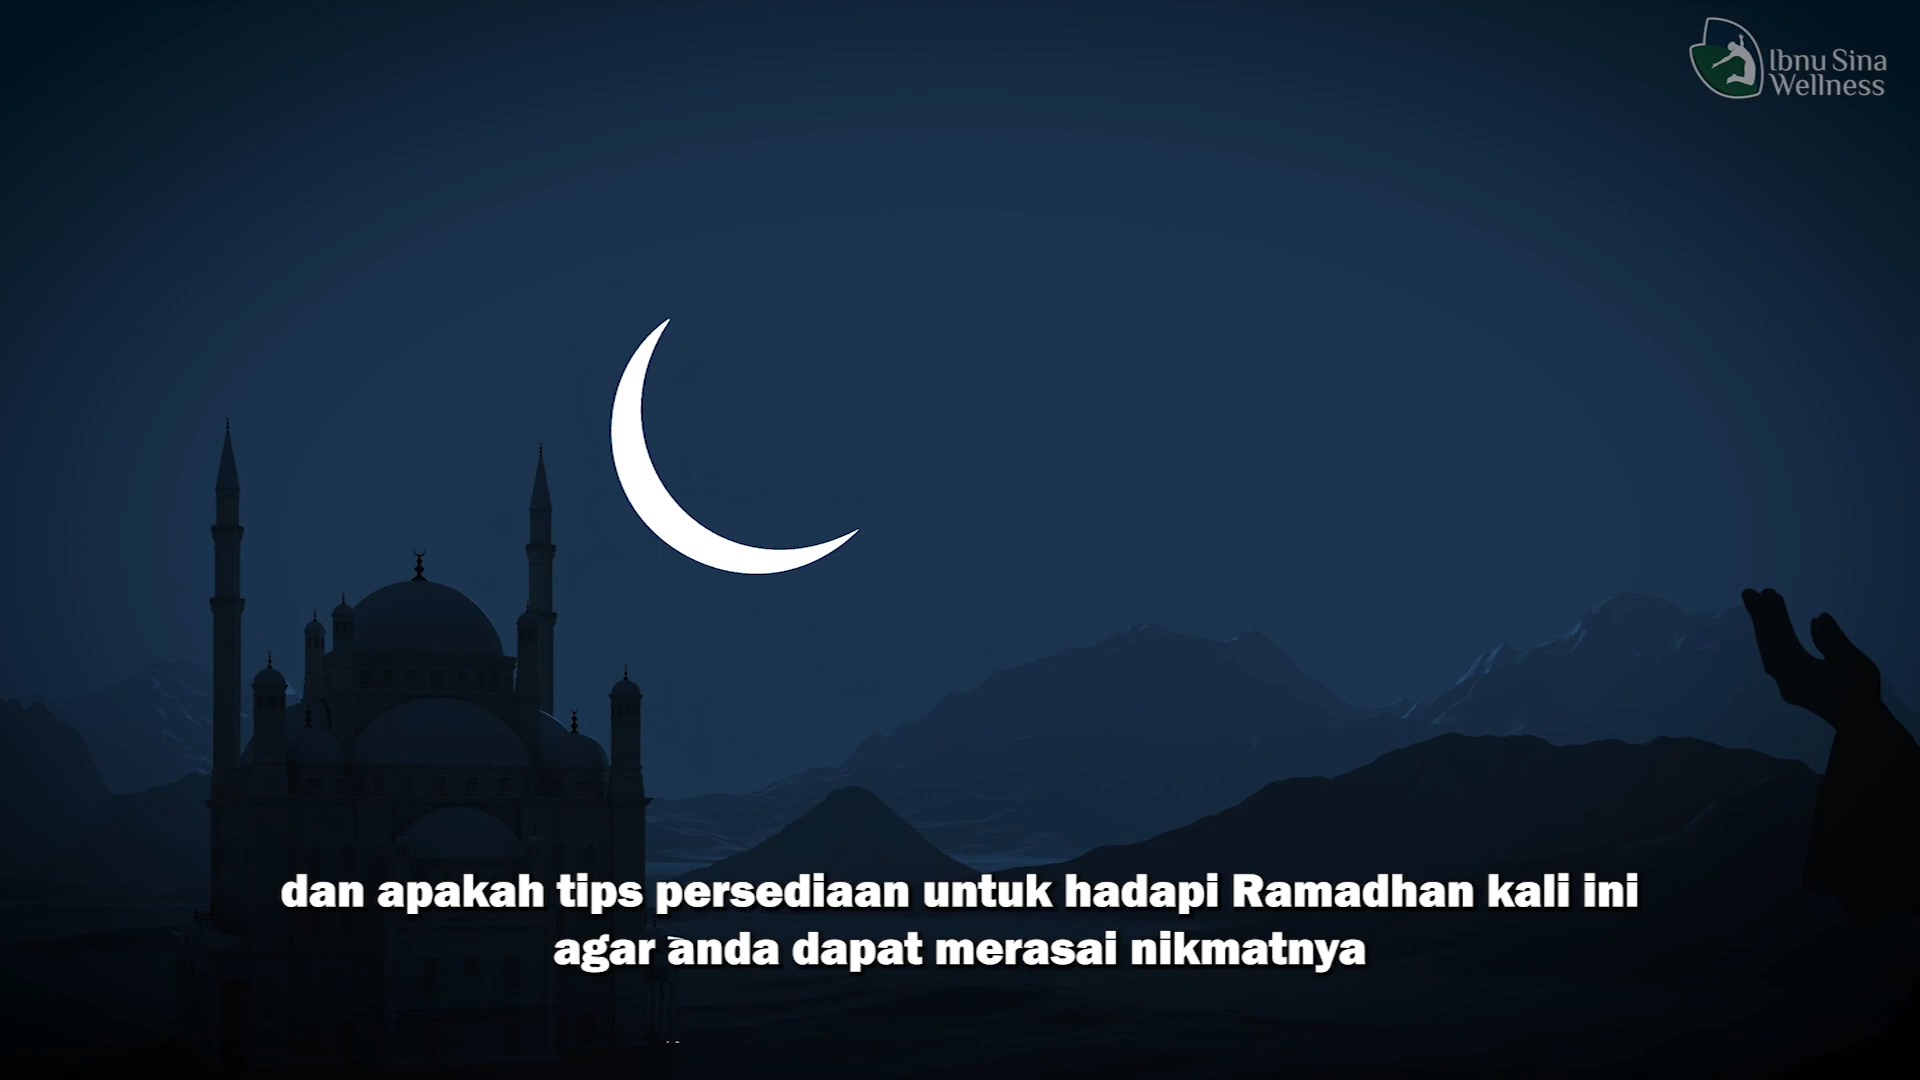 Ibnu Sina
Wellness
dan apakah tips persediaan untuk hadapi Ramadhan kali ini
agar anda dapat merasai nikmatnya